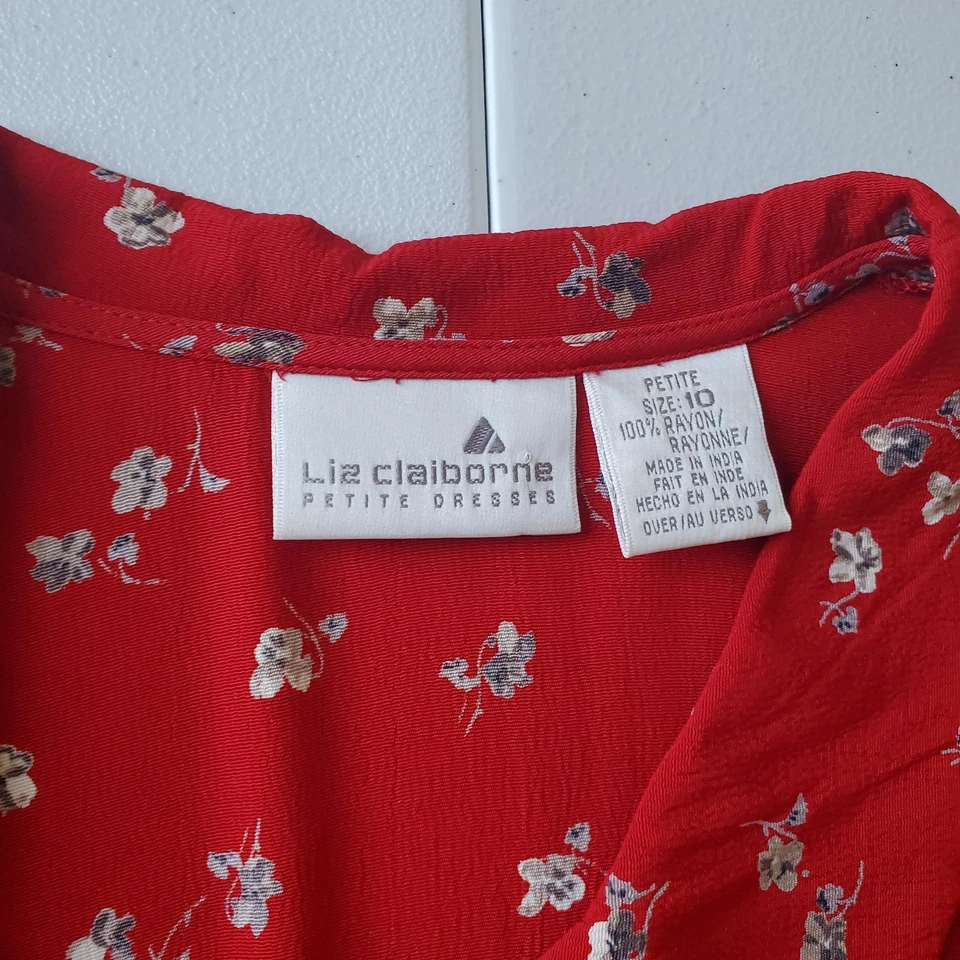 Liz claiborne
PETITE DRESSES
PETITE
SIZE: 10
100% RAYON/
RAYONNE/
MADE IN INDIA
FAIT EN INDE
HECHO EN LA INDIA
OVER/AU VERSO